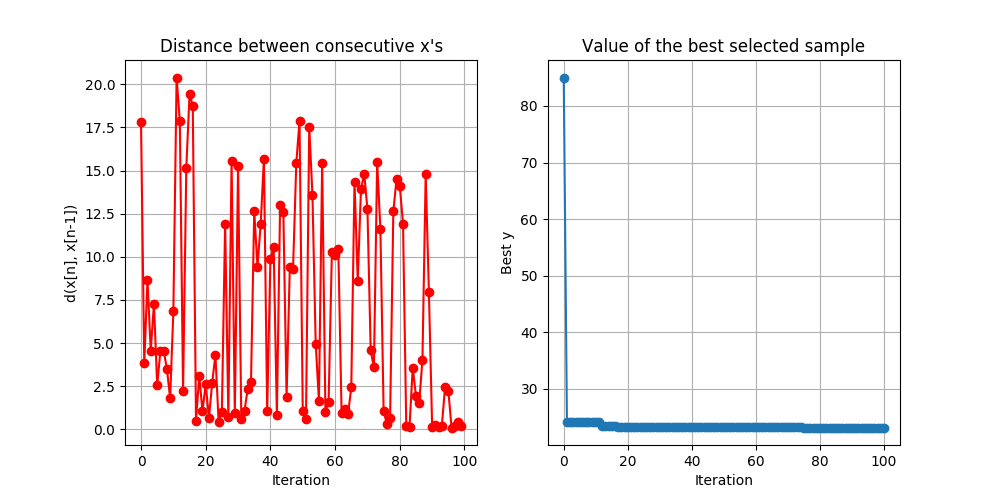 Distance between consecutive x's
d(x[n], x[n-1])
20.0
17.5
15.0
12.5
10.0
7.5
5.0
2.5
0.0
0 20 40 60 80 100
Iteration
Value of the best selected sample
Best y
80
70
60
50
40
30
0 20 40 60 80 100
Iteration